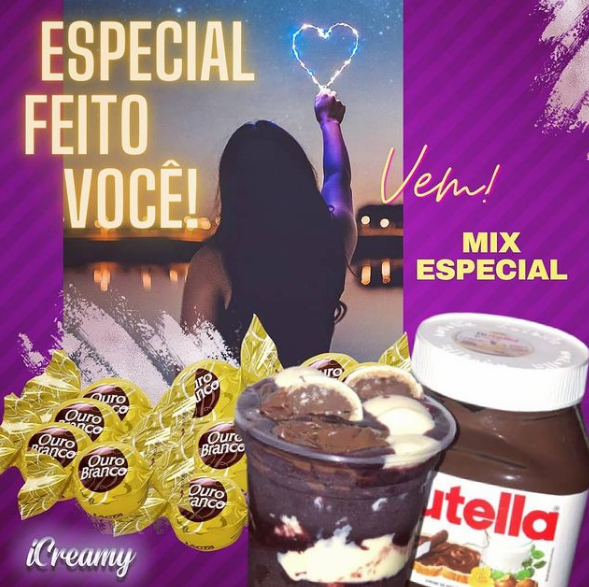 ESPECIAL
FEITO
VOCÊ!
Vem!
MIX
ESPECIAL
Ouro
Branco
Ouro
Branco
Ouro
Branco
Ouro
Branco
Ouro
Branco
utella
iCreamy